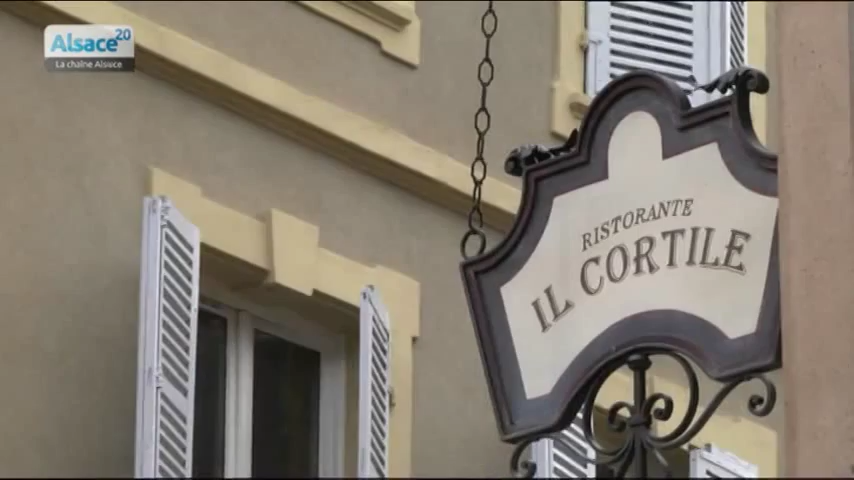 Alsace20
La chaîne Alsace
RISTORANTE
IL CORTILE